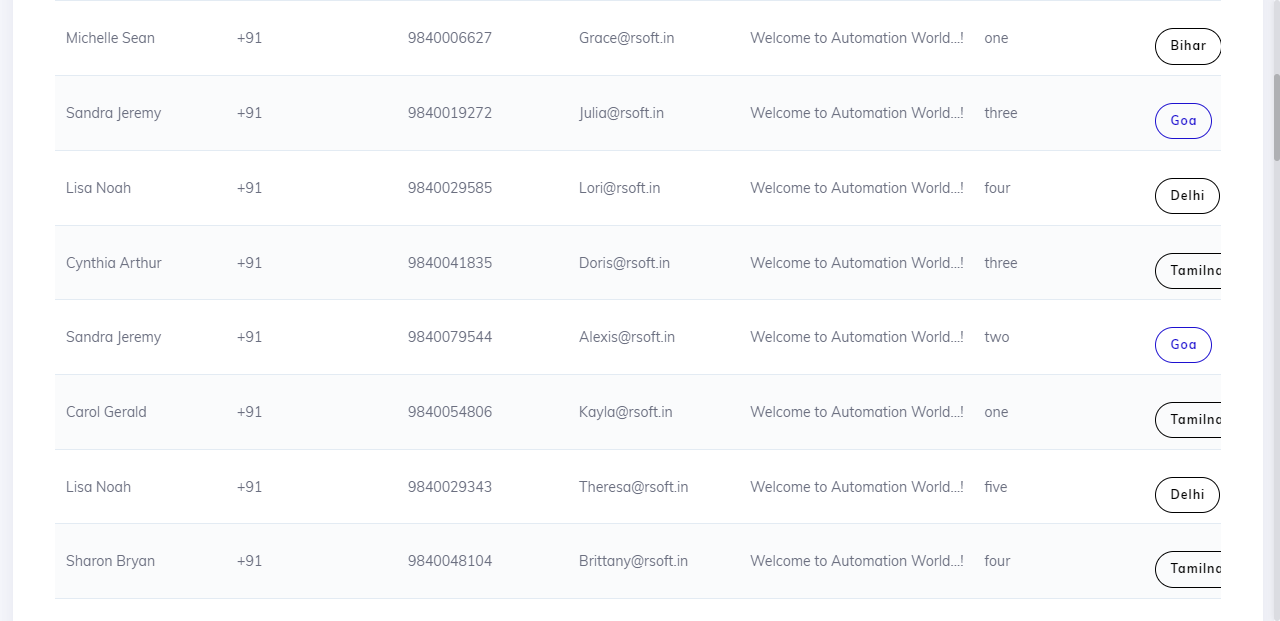 Michelle Sean +91 9840006627 Grace@rsoft.in Welcome to Automation World...! one Bihar
Sandra Jeremy +91 9840019272 Julia@rsoft.in Welcome to Automation World...! three Goa
Lisa Noah +91 9840029585 Lori@rsoft.in Welcome to Automation World...! four Delhi
Cynthia Arthur +91 9840041835 Doris@rsoft.in Welcome to Automation World...! three Tamilna
Sandra Jeremy +91 9840079544 Alexis@rsoft.in Welcome to Automation World...! two Goa
Carol Gerald +91 9840054806 Kayla@rsoft.in Welcome to Automation World...! one Tamilna
Lisa Noah +91 9840029343 Theresa@rsoft.in Welcome to Automation World...! five Delhi
Sharon Bryan +91 9840048104 Brittany@rsoft.in Welcome to Automation World...! four Tamilna